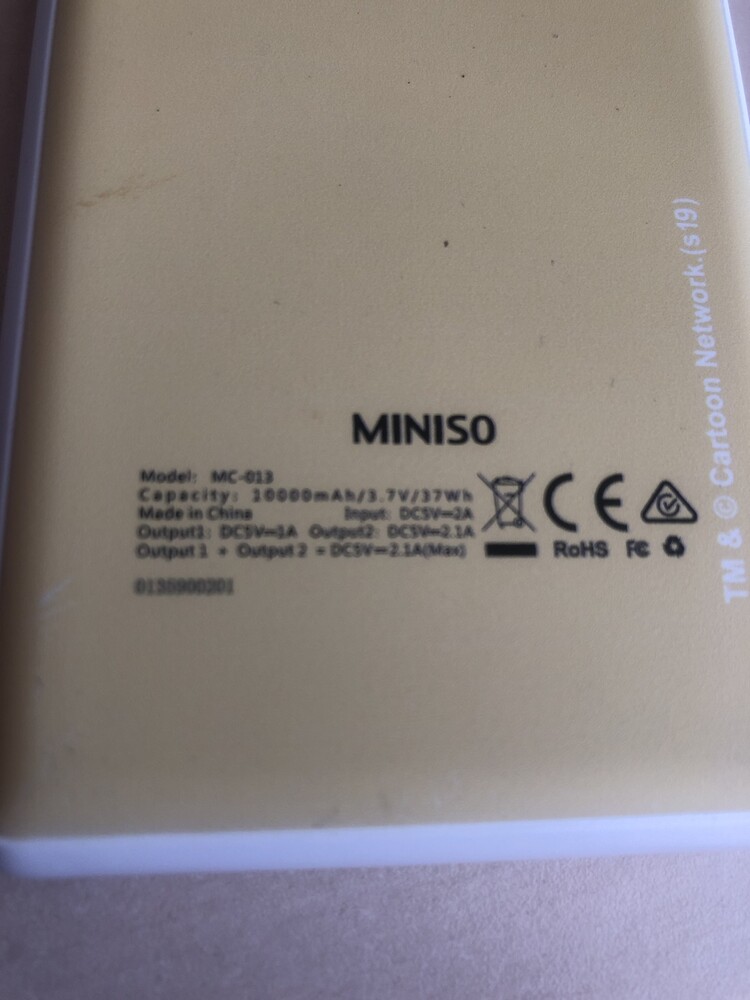 MINISO
Model: MC-013
Capacity: 10000mAh/3.7V/37Wh
Made in China Input: DC5V⎓2A
Output1: DC5V⎓1A Output2: DC5V⎓2.1A
Output 1 + Output 2 = DC5V⎓2.1A(Max)
0135900201
CE
RoHS FC
TM & © Cartoon Network.(s19)